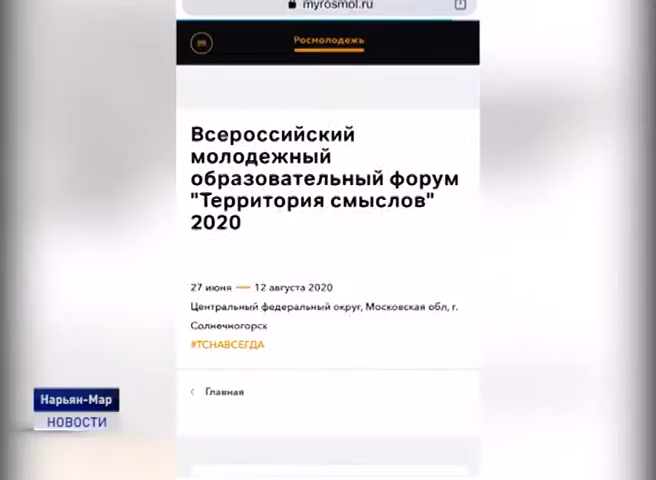 myrosmol.ru
Росмолодежь
Всероссийский
молодежный
образовательный форум
"Территория смыслов"
2020
27 июня — 12 августа 2020
Центральный федеральный округ, Московская обл, г.
Солнечногорск
#ТСНАВСЕГДА
< Главная
Нарьян-Мар
НОВОСТИ